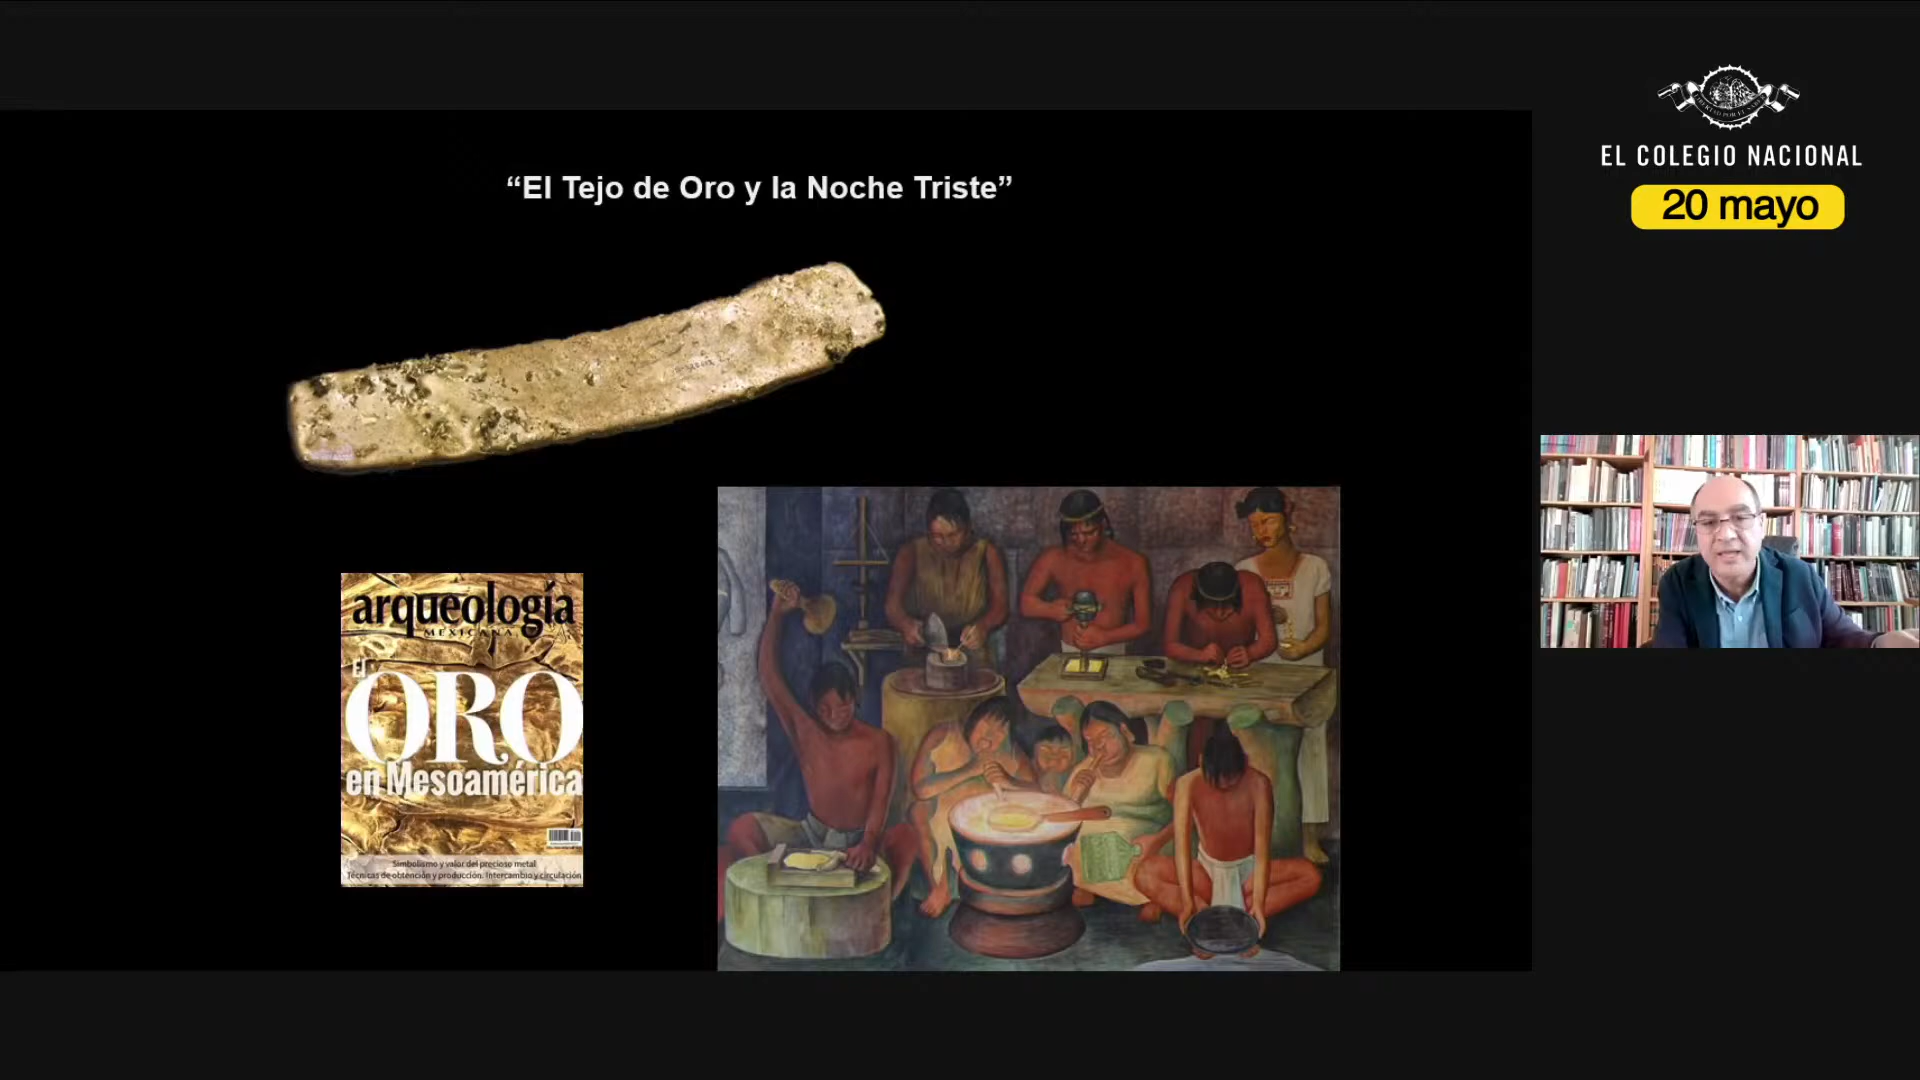 “El Tejo de Oro y la Noche Triste”
EL COLEGIO NACIONAL
20 mayo
arqueología
MEXICANA
El
ORO
en Mesoamérica
Simbolismo y valor del precioso metal
Técnicas de obtención y producción. Intercambio y circulación